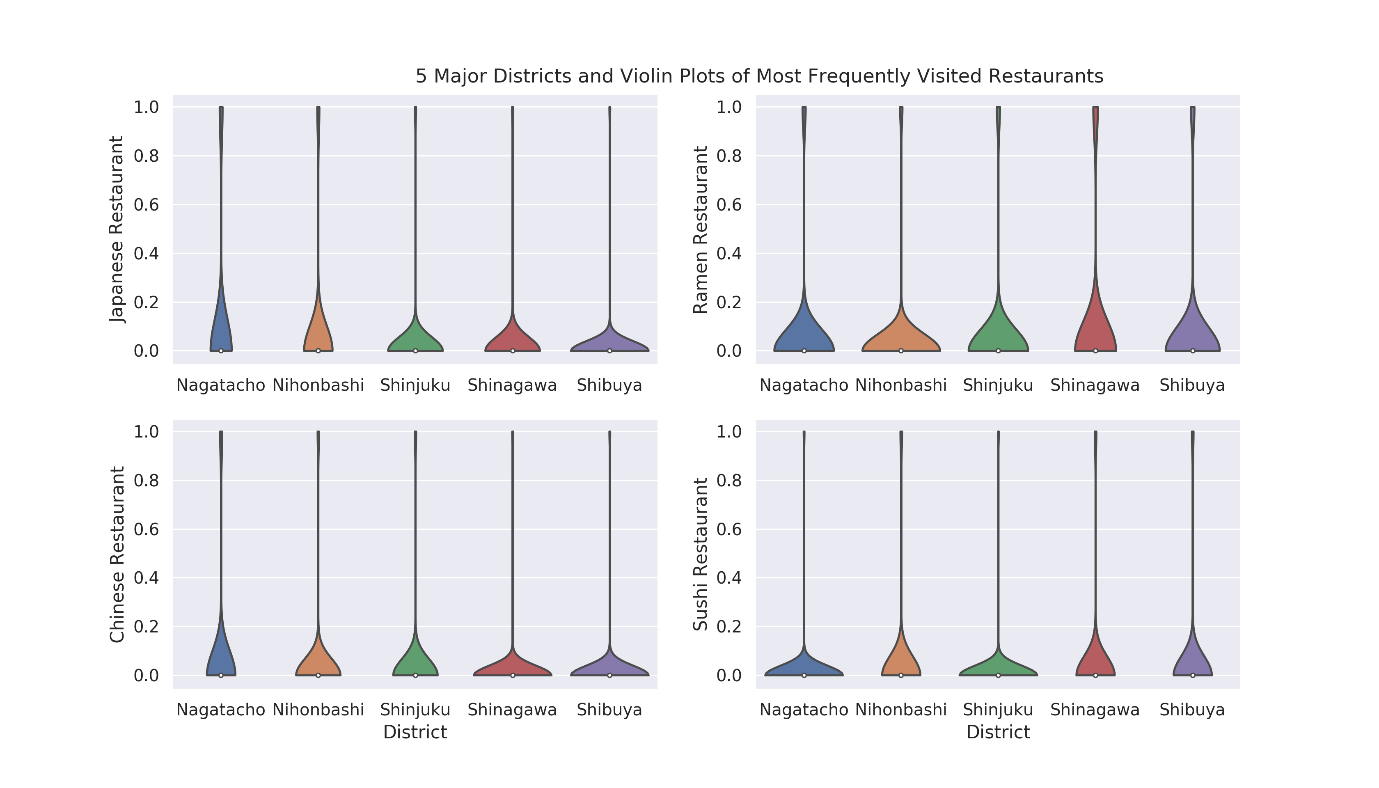 5 Major Districts and Violin Plots of Most Frequently Visited Restaurants
Japanese Restaurant
1.0
0.8
0.6
0.4
0.2
0.0
Nagatacho Nihonbashi Shinjuku Shinagawa Shibuya
Ramen Restaurant
1.0
0.8
0.6
0.4
0.2
0.0
Nagatacho Nihonbashi Shinjuku Shinagawa Shibuya
Chinese Restaurant
1.0
0.8
0.6
0.4
0.2
0.0
Nagatacho Nihonbashi Shinjuku Shinagawa Shibuya
District
Sushi Restaurant
1.0
0.8
0.6
0.4
0.2
0.0
Nagatacho Nihonbashi Shinjuku Shinagawa Shibuya
District